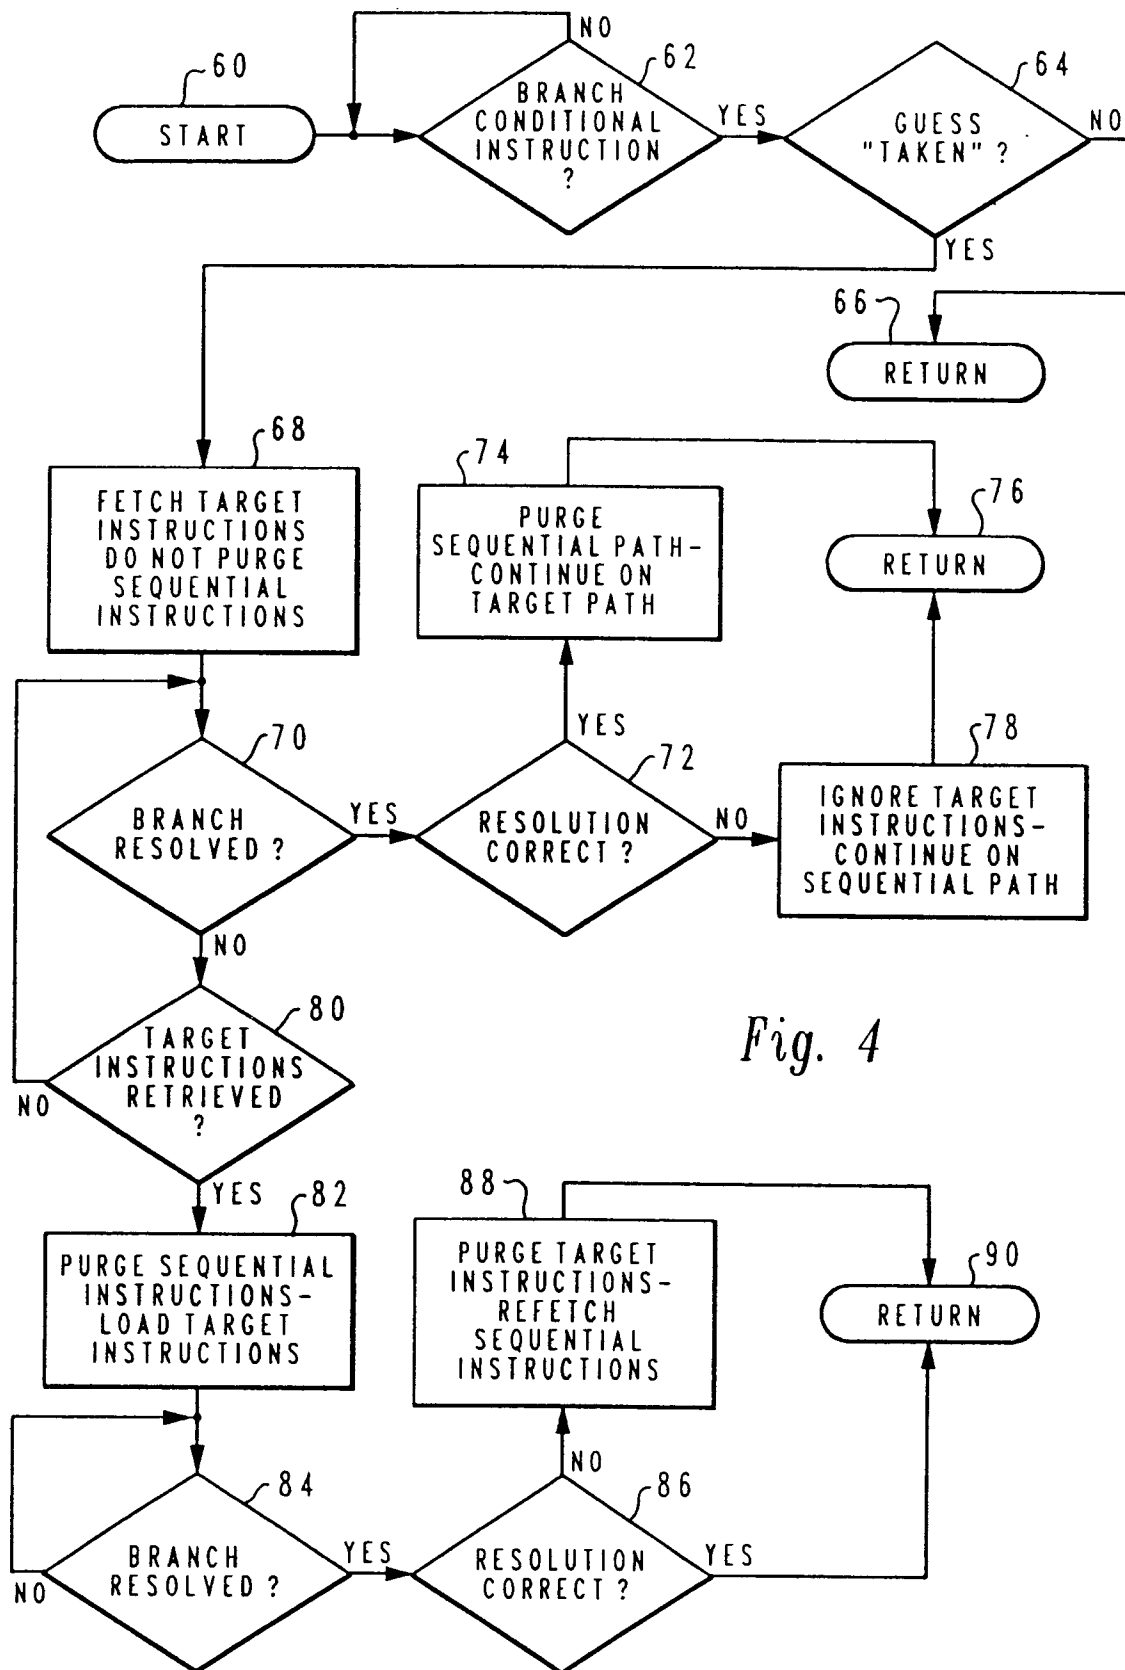 60
START
NO
62
BRANCH
CONDITIONAL
INSTRUCTION
?
YES
64
GUESS
"TAKEN" ?
NO
YES
66
RETURN
68
FETCH TARGET
INSTRUCTIONS
DO NOT PURGE
SEQUENTIAL
INSTRUCTIONS
74
PURGE
SEQUENTIAL PATH-
CONTINUE ON
TARGET PATH
76
RETURN
70
BRANCH
RESOLVED ?
YES
NO
72
RESOLUTION
CORRECT ?
YES
NO
78
IGNORE TARGET
INSTRUCTIONS-
CONTINUE ON
SEQUENTIAL PATH
80
TARGET
INSTRUCTIONS
RETRIEVED
?
NO
YES
Fig. 4
82
PURGE SEQUENTIAL
INSTRUCTIONS-
LOAD TARGET
INSTRUCTIONS
88
PURGE TARGET
INSTRUCTIONS-
REFETCH
SEQUENTIAL
INSTRUCTIONS
90
RETURN
84
BRANCH
RESOLVED ?
NO
YES
86
RESOLUTION
CORRECT ?
NO
YES